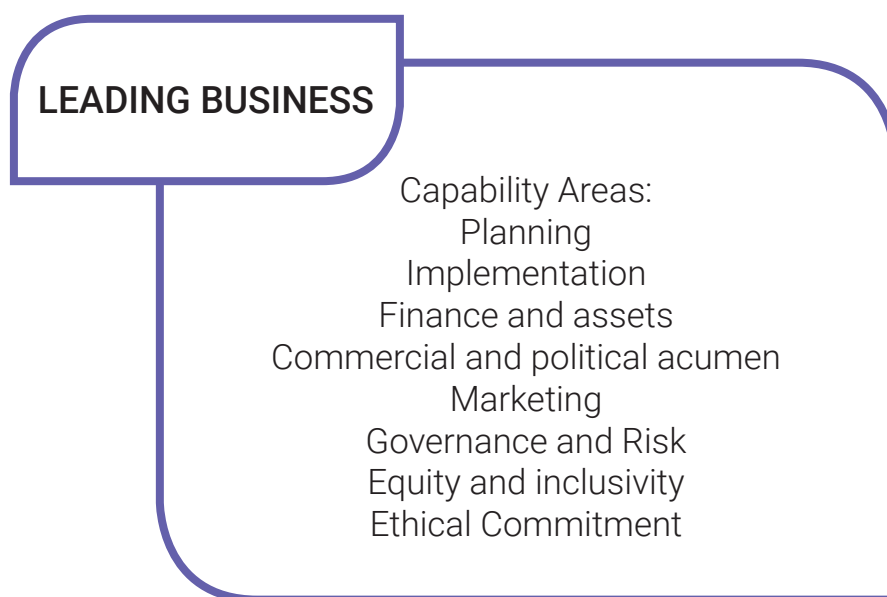 LEADING BUSINESS
Capability Areas:
Planning
Implementation
Finance and assets
Commercial and political acumen
Marketing
Governance and Risk
Equity and inclusivity
Ethical Commitment